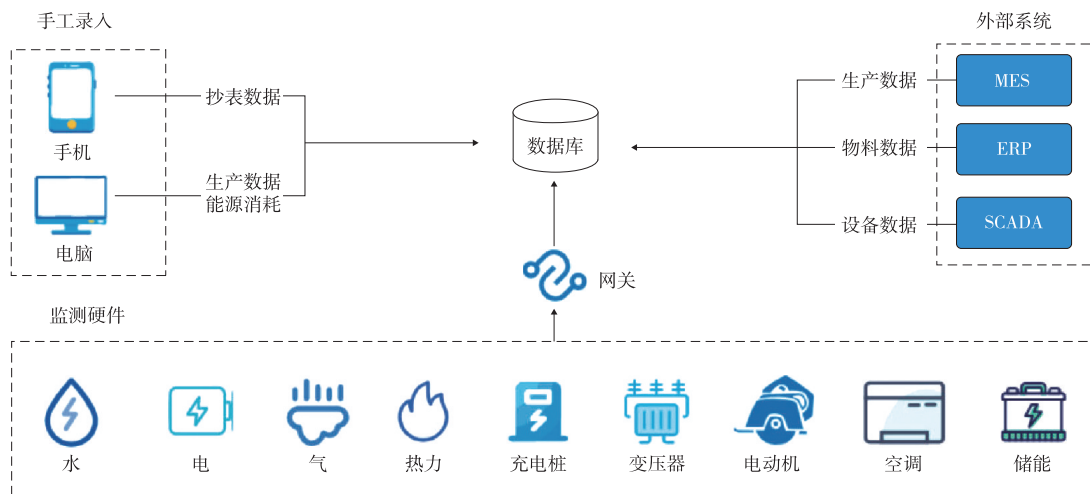 手工录入
外部系统
手机
抄表数据
电脑
生产数据
能源消耗
数据库
生产数据
MES
物料数据
ERP
设备数据
SCADA
网关
监测硬件
水
电
气
热力
充电桩
变压器
电动机
空调
储能